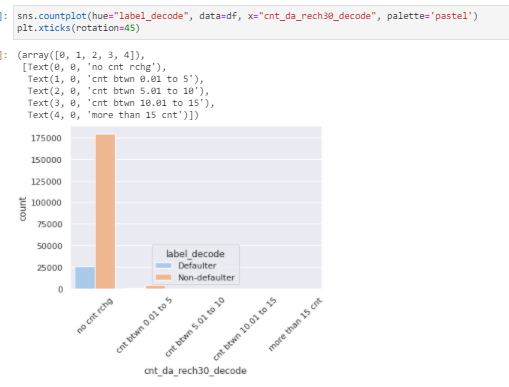 ]: sns.countplot(hue="label_decode", data=df, x="cnt_da_rech30_decode", palette='pastel')
plt.xticks(rotation=45)
]: (array([0, 1, 2, 3, 4]),
[Text(0, 0, 'no cnt rchg'),
Text(1, 0, 'cnt btwn 0.01 to 5'),
Text(2, 0, 'cnt btwn 5.01 to 10'),
Text(3, 0, 'cnt btwn 10.01 to 15'),
Text(4, 0, 'more than 15 cnt')])
175000
150000
125000
100000
75000
50000
25000
0
count
label_decode
Defaulter
Non-defaulter
no cnt rchg
cnt btwn 0.01 to 5
cnt btwn 5.01 to 10
cnt btwn 10.01 to 15
more than 15 cnt
cnt_da_rech30_decode